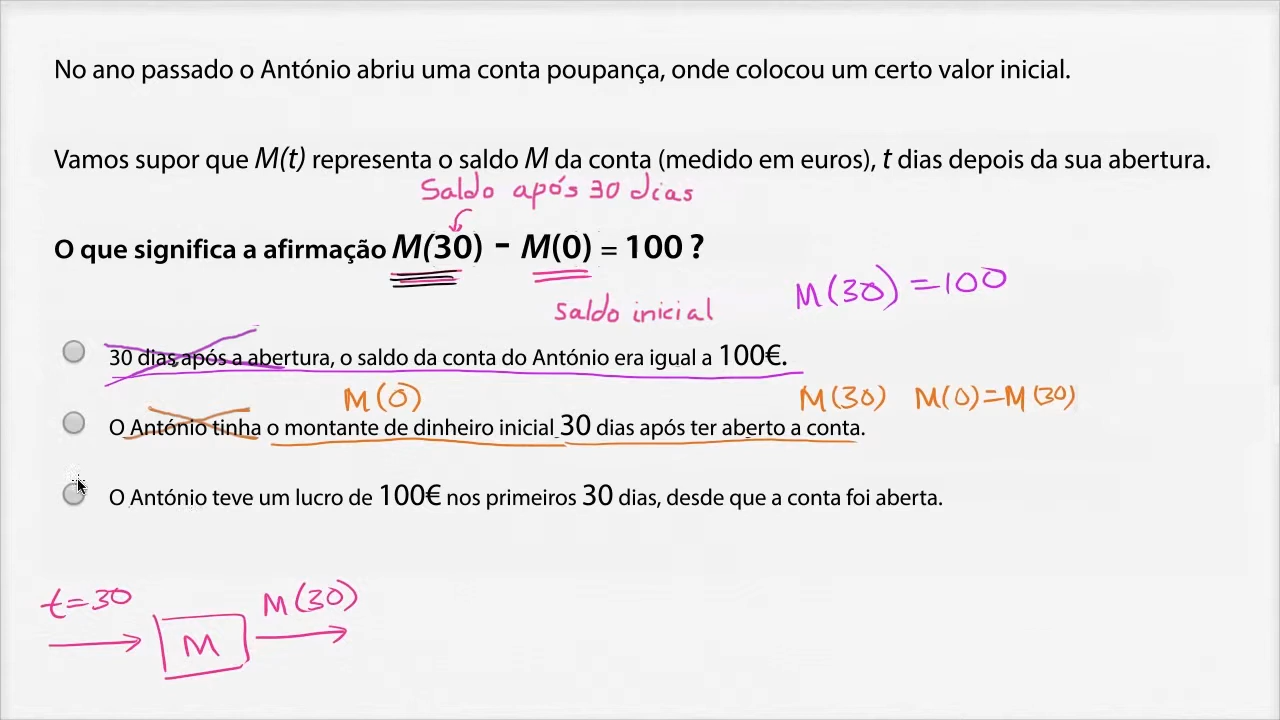 No ano passado o António abriu uma conta poupança, onde colocou um certo valor inicial.
Vamos supor que M(t) representa o saldo M da conta (medido em euros), t dias depois da sua abertura.
Saldo após 30 dias
O que significa a afirmação M(30) - M(0) = 100 ?
M(30) = 100
saldo inicial
30 dias após a abertura, o saldo da conta do António era igual a 100€.
M(0) M(30) M(0)=M(30)
O António tinha o montante de dinheiro inicial 30 dias após ter aberto a conta.
O António teve um lucro de 100€ nos primeiros 30 dias, desde que a conta foi aberta.
t=30 M(30)
M